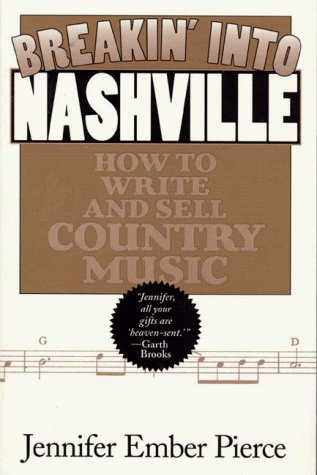 BREAKIN' INTO
NASHVILLE
HOW TO
WRITE
AND SELL
COUNTRY
MUSIC
"Jennifer,
all your
gifts are
'heaven-sent.'"
—Garth
Brooks
G
D
Jennifer Ember Pierce